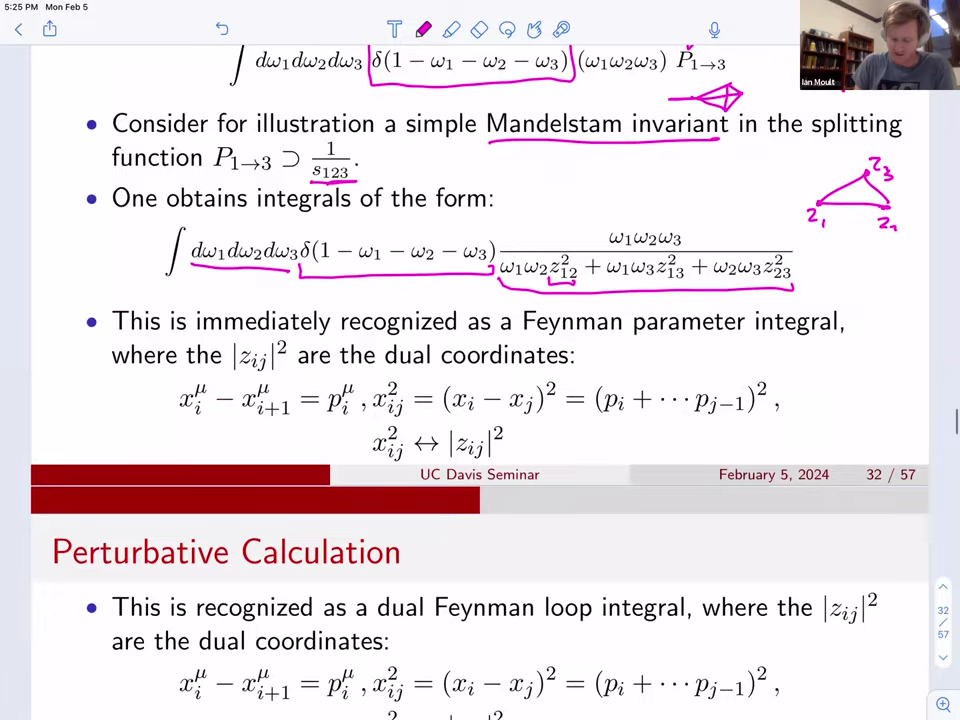 5:25 PM Mon Feb 5
∫ dω₁dω₂dω₃ δ(1 − ω₁ − ω₂ − ω₃) (ω₁ω₂ω₃) P₁→₃
Ian Moult
• Consider for illustration a simple Mandelstam invariant in the splitting
function P₁→₃ ⊃ 1/s₁₂₃.
z₃
z₁ z₂
• One obtains integrals of the form:
∫ dω₁dω₂dω₃δ(1 − ω₁ − ω₂ − ω₃) ω₁ω₂ω₃ / (ω₁ω₂z₁₂² + ω₁ω₃z₁₃² + ω₂ω₃z₂₃²)
• This is immediately recognized as a Feynman parameter integral,
where the |zᵢⱼ|² are the dual coordinates:
xᵢ^μ − xᵢ₊₁^μ = pᵢ^μ , xᵢⱼ² = (xᵢ − xⱼ)² = (pᵢ + ··· pⱼ₋₁)² ,
xᵢⱼ² ↔ |zᵢⱼ|²
UC Davis Seminar February 5, 2024 32 / 57
Perturbative Calculation
• This is recognized as a dual Feynman loop integral, where the |zᵢⱼ|²
are the dual coordinates:
xᵢ^μ − xᵢ₊₁^μ = pᵢ^μ , xᵢⱼ² = (xᵢ − xⱼ)² = (pᵢ + ··· pⱼ₋₁)² ,
32
/
57